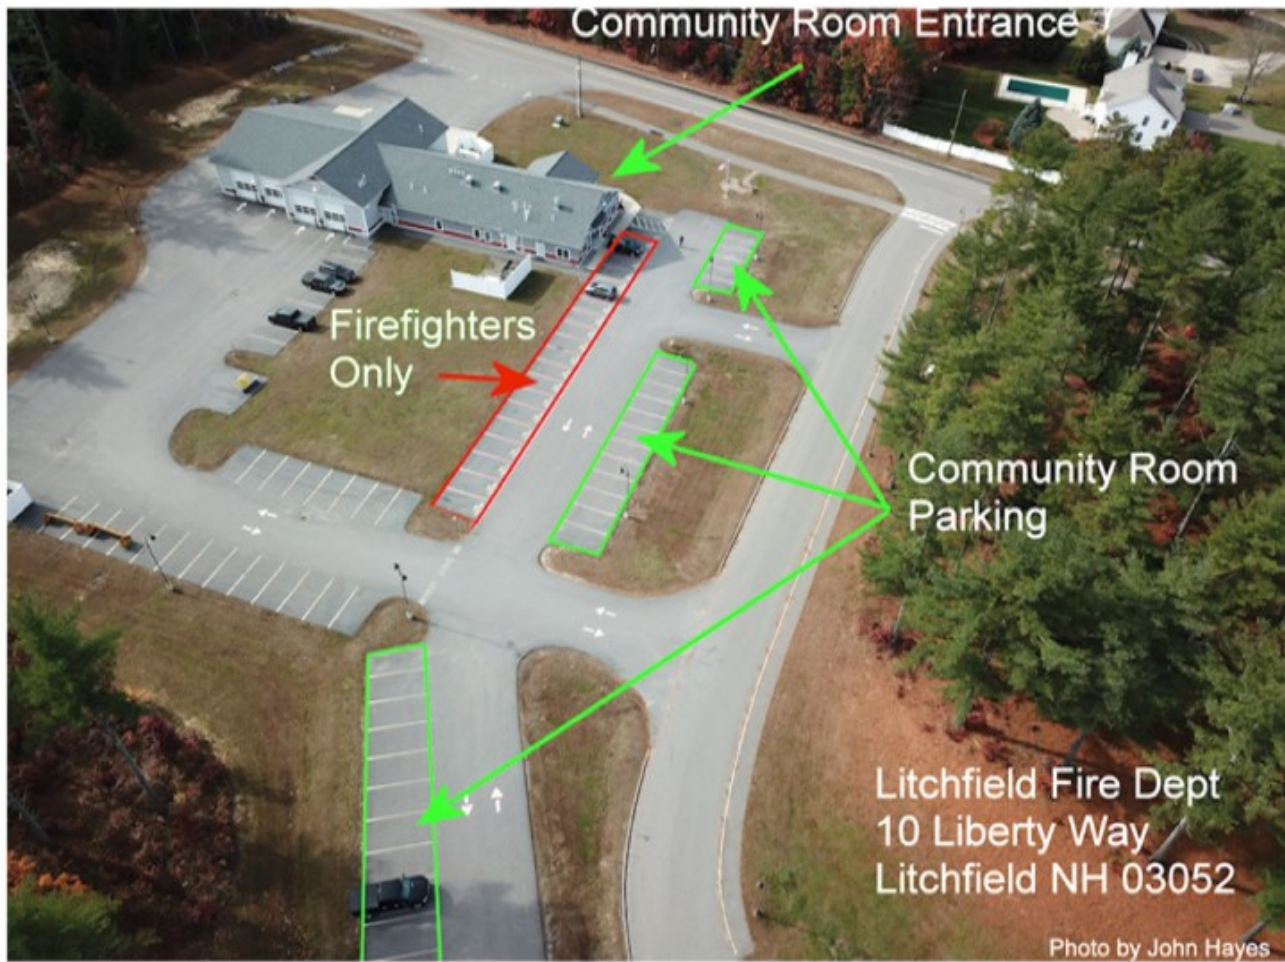 Community Room Entrance
Firefighters
Only
Community Room
Parking
Litchfield Fire Dept
10 Liberty Way
Litchfield NH 03052
Photo by John Hayes